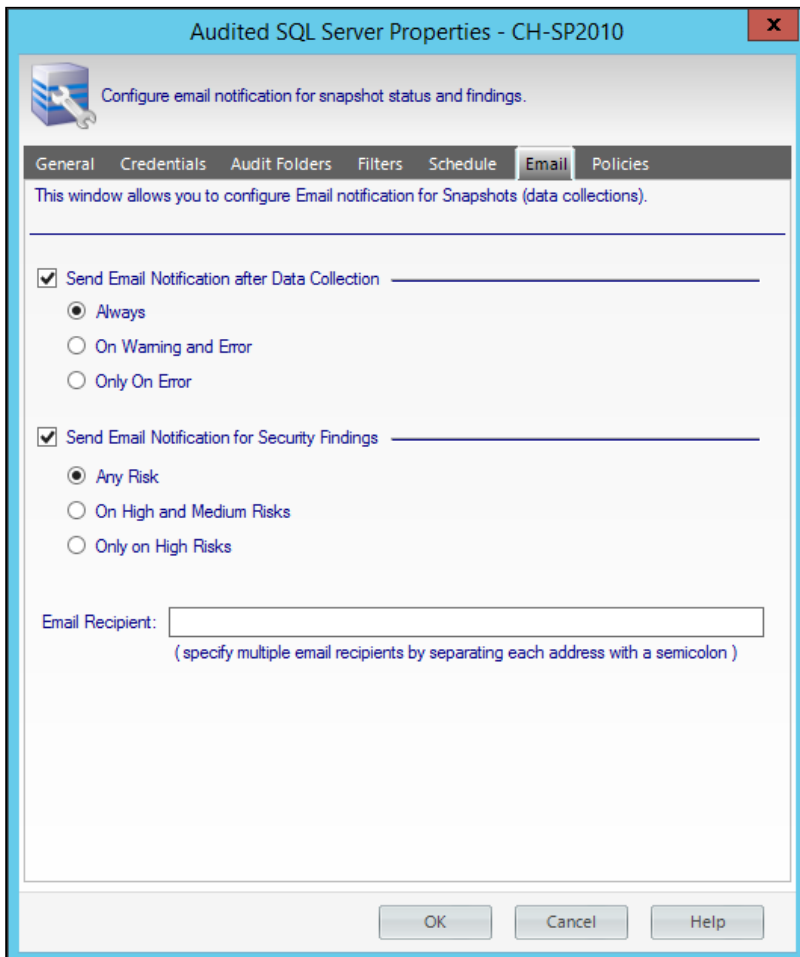 Audited SQL Server Properties - CH-SP2010
x
Configure email notification for snapshot status and findings.
General Credentials Audit Folders Filters Schedule Email Policies
This window allows you to configure Email notification for Snapshots (data collections).
Send Email Notification after Data Collection
Always
On Warning and Error
Only On Error
Send Email Notification for Security Findings
Any Risk
On High and Medium Risks
Only on High Risks
Email Recipient:
( specify multiple email recipients by separating each address with a semicolon )
OK Cancel Help